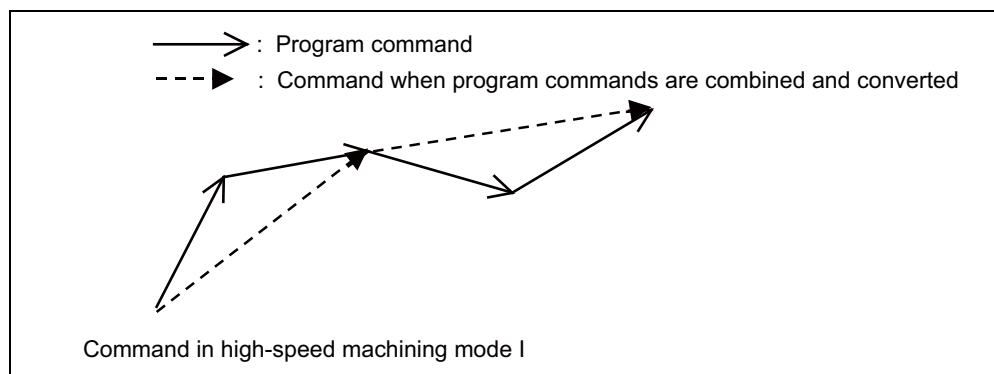 : Program command
: Command when program commands are combined and converted
Command in high-speed machining mode I